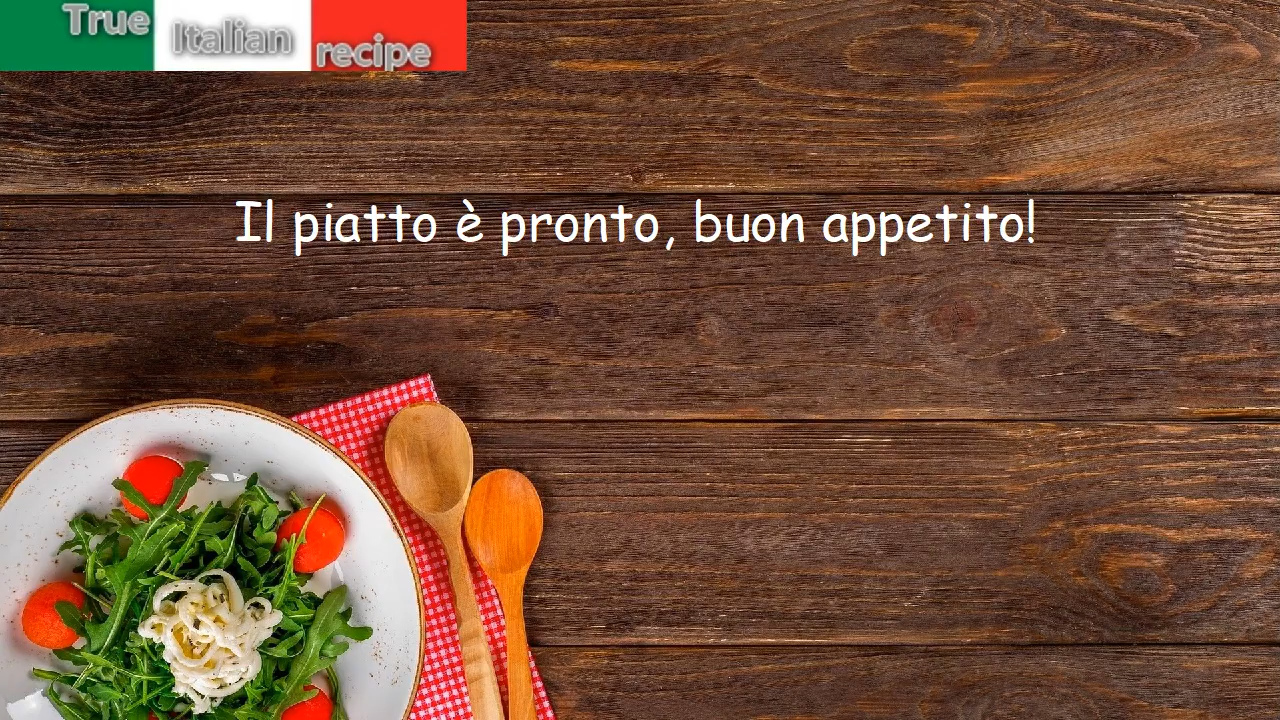 True Italian recipe
Il piatto è pronto, buon appetito!